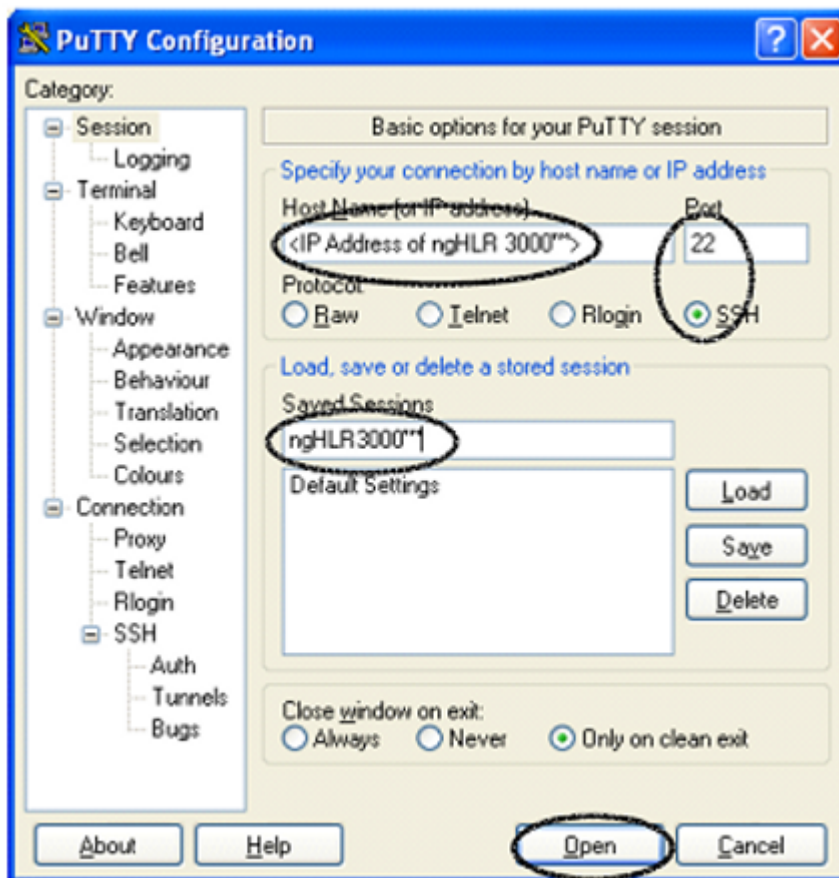 PuTTY Configuration
Category:
Session
Logging
Terminal
Keyboard
Bell
Features
Window
Appearance
Behaviour
Translation
Selection
Colours
Connection
Proxy
Telnet
Rlogin
SSH
Auth
Tunnels
Bugs
Basic options for your PuTTY session
Specify your connection by host name or IP address
Host Name (or IP address) Port
<IP Address of ngHLR 3000"""> 22
Protocol:
Raw Telnet Rlogin SSH
Load, save or delete a stored session
Saved Sessions
ngHLR3000"""
Default Settings
Load
Save
Delete
Close window on exit:
Always Never Only on clean exit
About Help Open Cancel